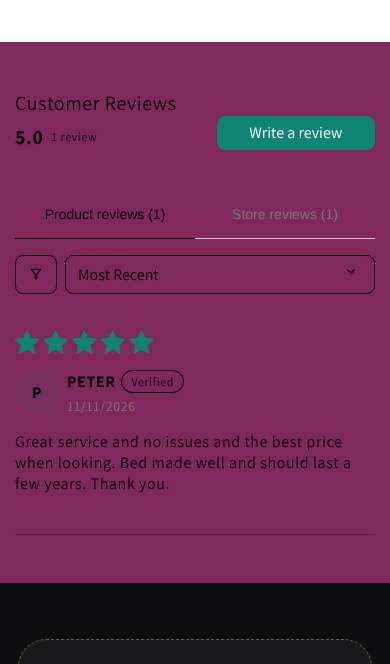 Customer Reviews
5.0 1 review
Write a review
Product reviews (1)
Store reviews (1)
Most Recent
P
PETER Verified
11/11/2026
Great service and no issues and the best price
when looking. Bed made well and should last a
few years. Thank you.